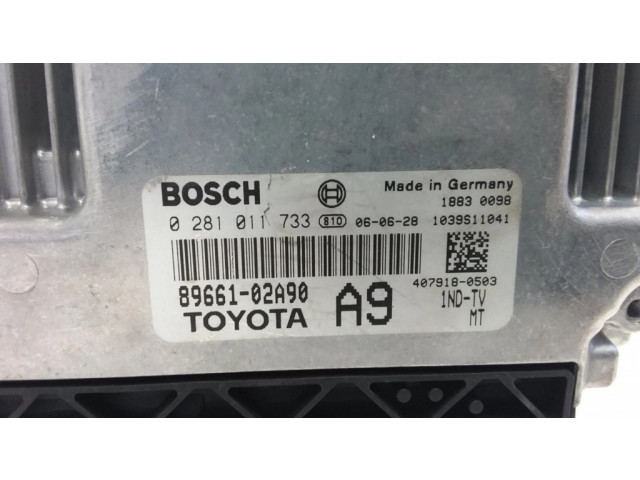 BOSCH Made in Germany
1883 0098
0 281 011 733 810 06-06-28 1039S11041
407918-0503
89661-02A90 A9 1ND-TV
TOYOTA MT